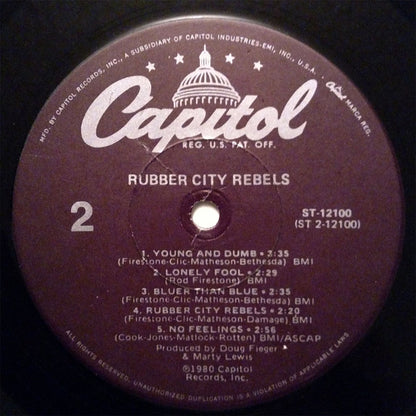 MFD. BY CAPITOL RECORDS, INC., A SUBSIDIARY OF CAPITOL INDUSTRIES-EMI, INC., U.S.A.
Capitol MARCA REG.
Capitol
REG. U.S. PAT. OFF.
RUBBER CITY REBELS
2
ST-12100
(ST 2-12100)
1. YOUNG AND DUMB • 3:35
(Firestone-Clic-Matheson-Bethesda) BMI
2. LONELY FOOL • 2:29
(Rod Firestone) BMI
3. BLUER THAN BLUE • 2:35
(Firestone-Clic-Matheson-Bethesda) BMI
4. RUBBER CITY REBELS • 2:20
(Firestone-Clic-Matheson-Damage) BMI
5. NO FEELINGS • 2:56
(Cook-Jones-Matlock-Rotten) BMI/ASCAP
Produced by Doug Fieger
& Marty Lewis
℗1980 Capitol
Records, Inc.
ALL RIGHTS RESERVED. UNAUTHORIZED DUPLICATION IS A VIOLATION OF APPLICABLE LAWS